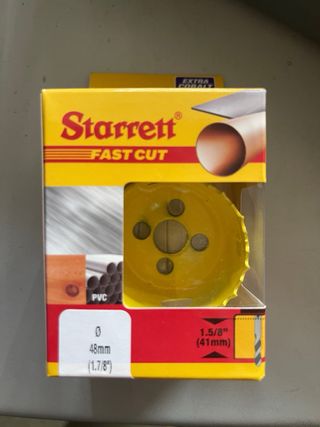 EXTRA
COBALT
Starrett®
FAST CUT
PVC
Ø
48mm
(1.7/8")
1.5/8"
(41mm)